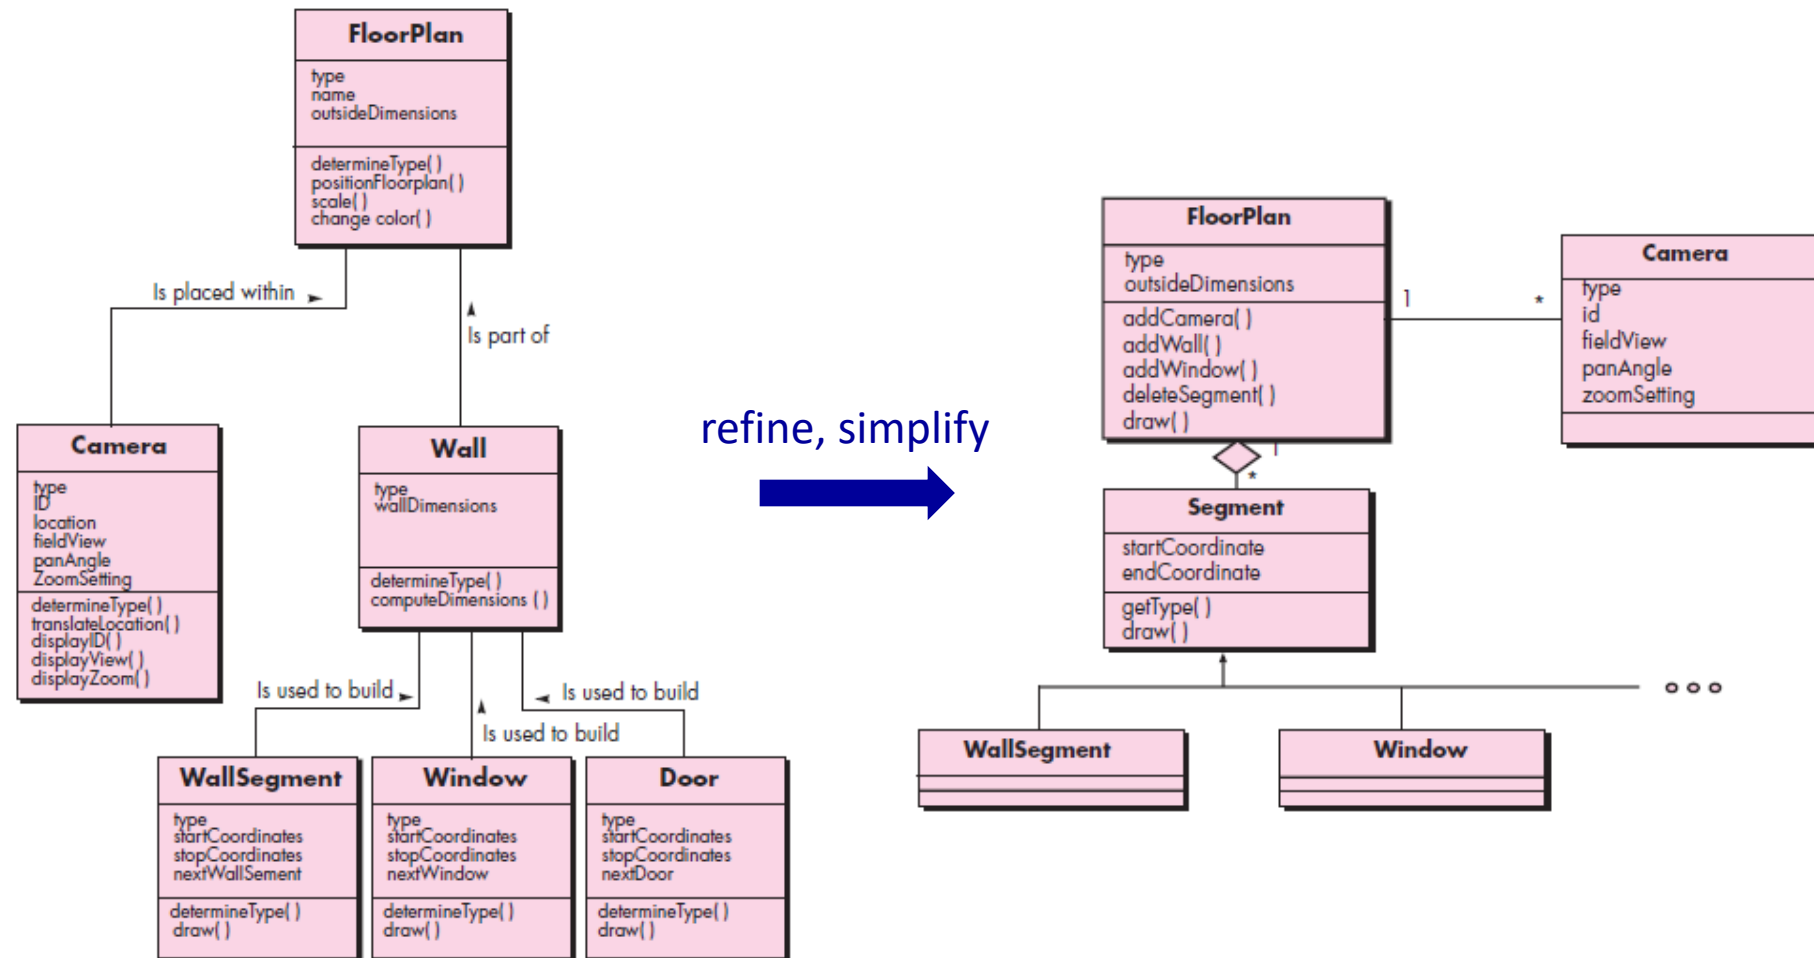 FloorPlan
type
name
outsideDimensions
determineType( )
positionFloorplan( )
scale( )
change color( )
Is placed within
Is part of
Camera
type
ID
location
fieldView
panAngle
ZoomSetting
determineType( )
translateLocation( )
displayID( )
displayView( )
displayZoom( )
Wall
type
wallDimensions
determineType( )
computeDimensions ( )
Is used to build
Is used to build
Is used to build
WallSegment
type
startCoordinates
stopCoordinates
nextWallSement
determineType( )
draw( )
Window
type
startCoordinates
stopCoordinates
nextWindow
determineType( )
draw( )
Door
type
startCoordinates
stopCoordinates
nextDoor
determineType( )
draw( )
refine, simplify
FloorPlan
type
outsideDimensions
addCamera( )
addWall( )
addWindow( )
deleteSegment( )
draw( )
1
*
Camera
type
id
fieldView
panAngle
zoomSetting
1
*
Segment
startCoordinate
endCoordinate
getType( )
draw( )
WallSegment
Window